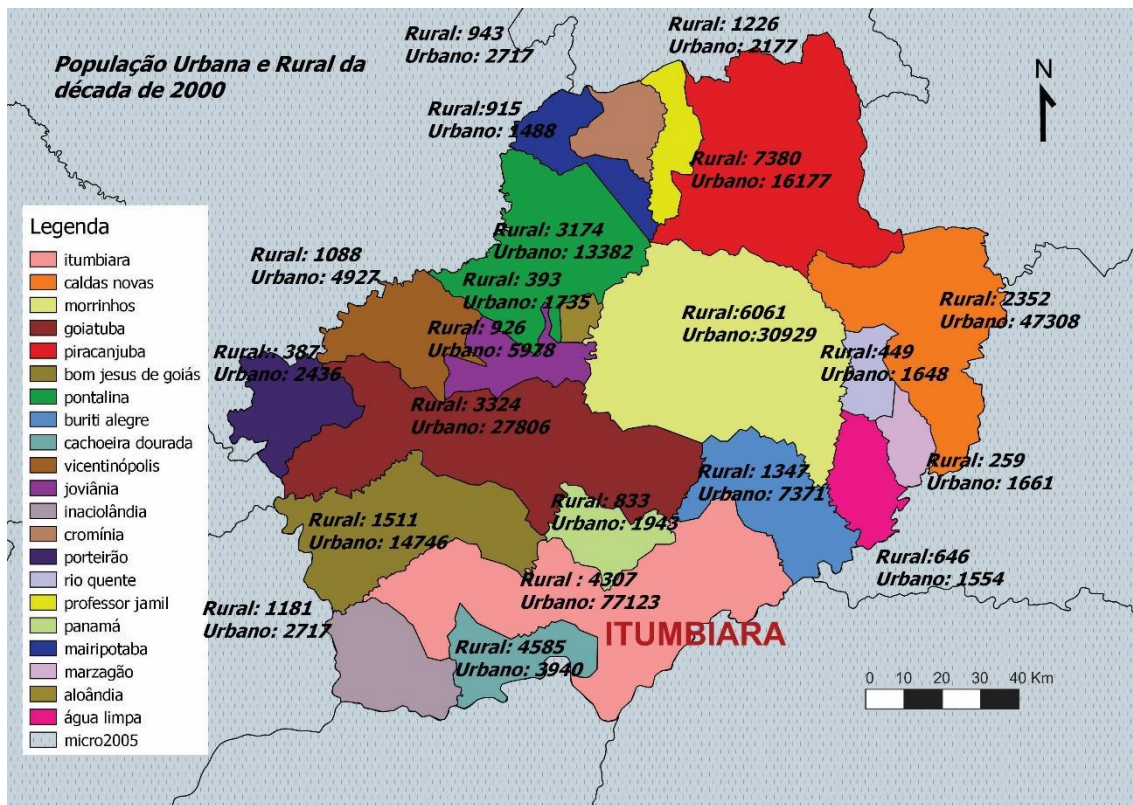 População Urbana e Rural da
década de 2000
Rural: 943
Urbano: 2717
Rural: 1226
Urbano: 2177
N
Rural:915
Urbano: 1488
Rural: 7380
Urbano: 16177
Rural: 3174
Urbano: 13382
Rural: 1088
Urbano: 4927
Rural: 393
Urbano: 1735
Rural: 926
Urbano: 5978
Rural:6061
Urbano:30929
Rural: 2352
Urbano: 47308
Rural:449
Urbano: 1648
Rural: 387
Urbano: 2436
Rural: 3324
Urbano: 27806
Rural: 259
Urbano: 1661
Rural: 1347
Urbano: 7371
Rural: 833
Urbano: 1943
Rural: 1511
Urbano: 14746
Rural:646
Urbano: 1554
Rural : 4307
Urbano: 77123
Rural: 1181
Urbano: 2717
ITUMBIARA
Rural: 4585
Urbano: 3940
0 10 20 30 40 Km
Legenda
itumbiara
caldas novas
morrinhos
goiatuba
piracanjuba
bom jesus de goiás
pontalina
buriti alegre
cachoeira dourada
vicentinópolis
joviânia
inaciolândia
cromínia
porteirão
rio quente
professor jamil
panamá
mairipotaba
marzagão
aloândia
água limpa
micro2005